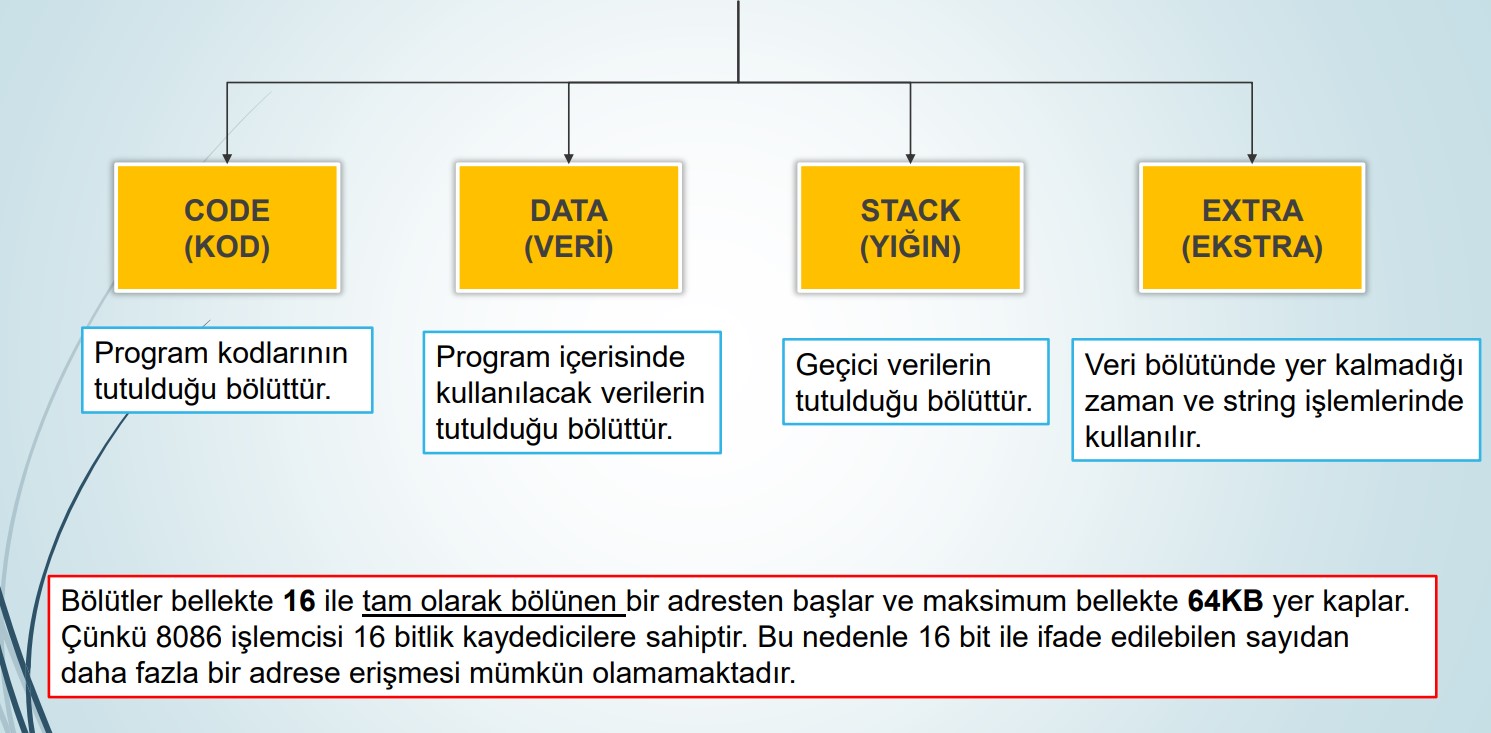 CODE
(KOD)
DATA
(VERİ)
STACK
(YIĞIN)
EXTRA
(EKSTRA)
Program kodlarının
tutulduğu bölüttür.
Program içerisinde
kullanılacak verilerin
tutulduğu bölüttür.
Geçici verilerin
tutulduğu bölüttür.
Veri bölütünde yer kalmadığı
zaman ve string işlemlerinde
kullanılır.
Bölütler bellekte 16 ile tam olarak bölünen bir adresten başlar ve maksimum bellekte 64KB yer kaplar.
Çünkü 8086 işlemcisi 16 bitlik kaydedicilere sahiptir. Bu nedenle 16 bit ile ifade edilebilen sayıdan
daha fazla bir adrese erişmesi mümkün olamamaktadır.